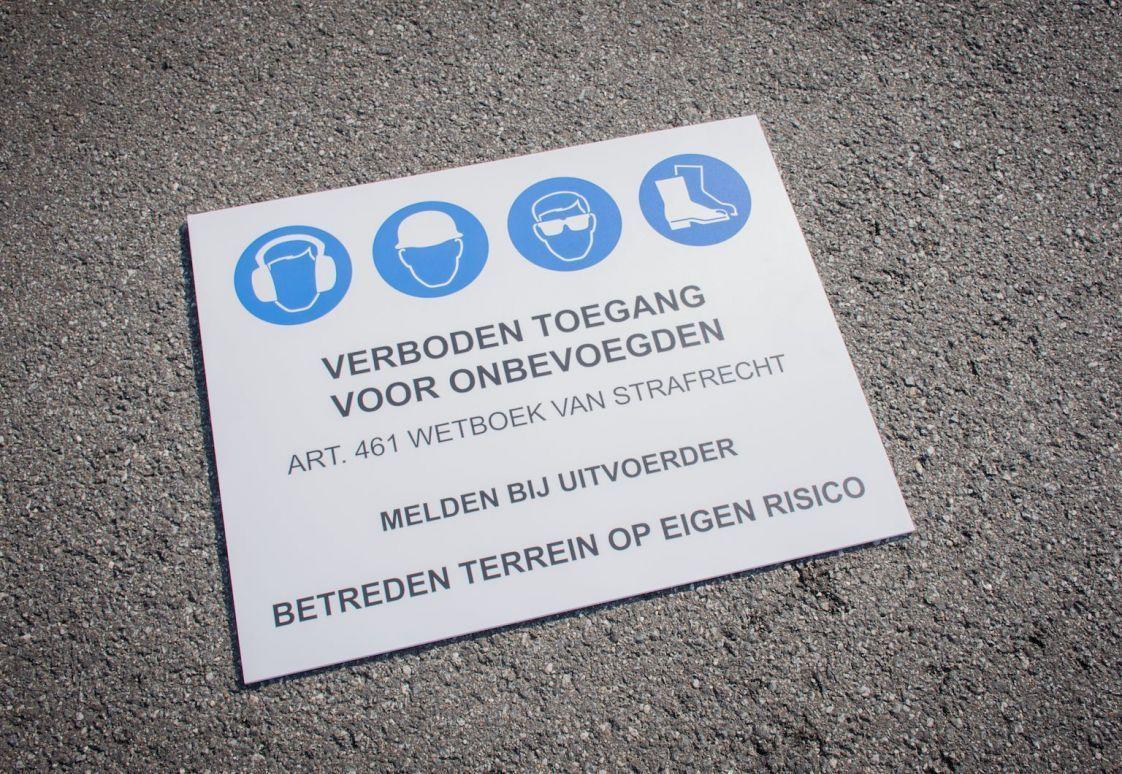 VERBODEN TOEGANG
VOOR ONBEVOEGDEN
ART. 461 WETBOEK VAN STRAFRECHT
MELDEN BIJ UITVOERDER
BETREDEN TERREIN OP EIGEN RISICO